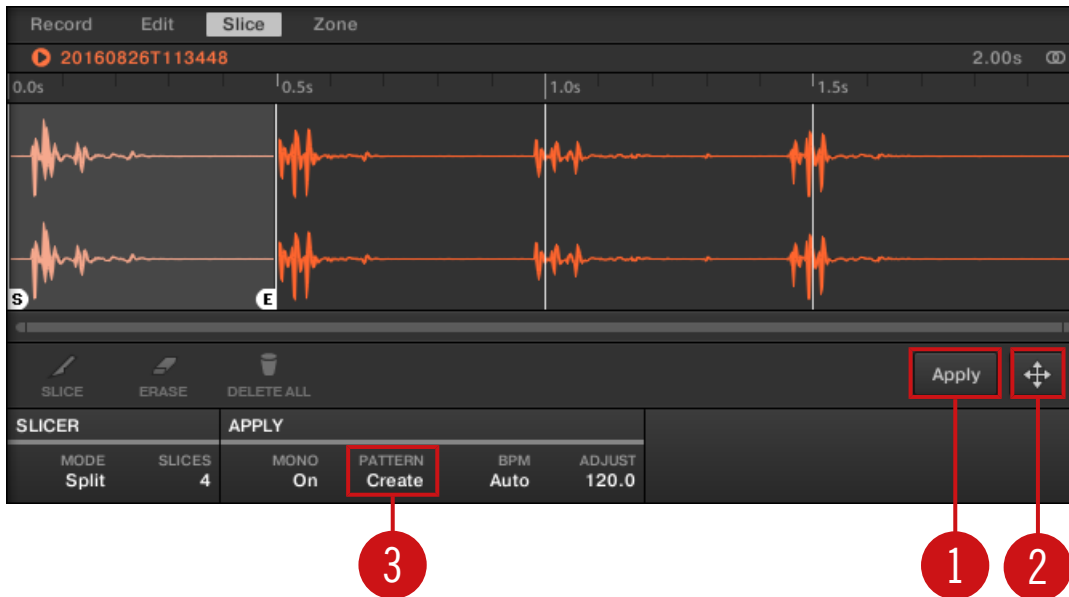 Record Edit Slice Zone
20160826T113448 2.00s
0.0s 0.5s 1.0s 1.5s
S E
Apply
SLICE ERASE DELETE ALL
SLICER APPLY
MODE SLICES MONO PATTERN BPM ADJUST
Split 4 On Create Auto 120.0
3 1 2